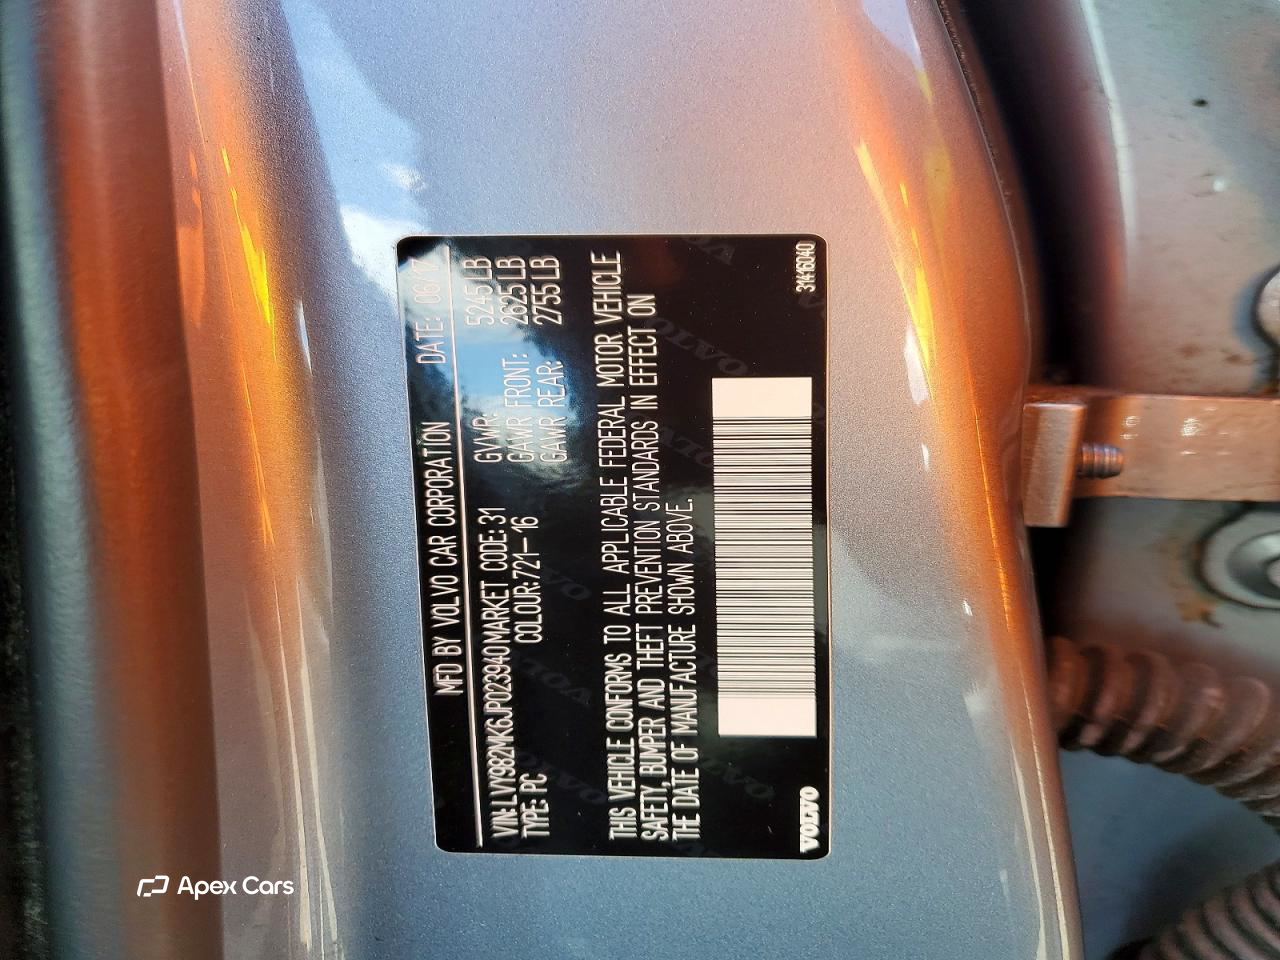 MFD BY VOLVO CAR CORPORATION DATE: 06/17
VIN: LVY982MK6JP023940 MARKET CODE: 31 GVWR: 5245 LB
TYPE: PC COLOUR: 721-16 GAWR FRONT: 2625 LB
GAWR REAR: 2755 LB
THIS VEHICLE CONFORMS TO ALL APPLICABLE FEDERAL MOTOR VEHICLE
SAFETY, BUMPER AND THEFT PREVENTION STANDARDS IN EFFECT ON
THE DATE OF MANUFACTURE SHOWN ABOVE.
VOLVO 31416040
Apex Cars